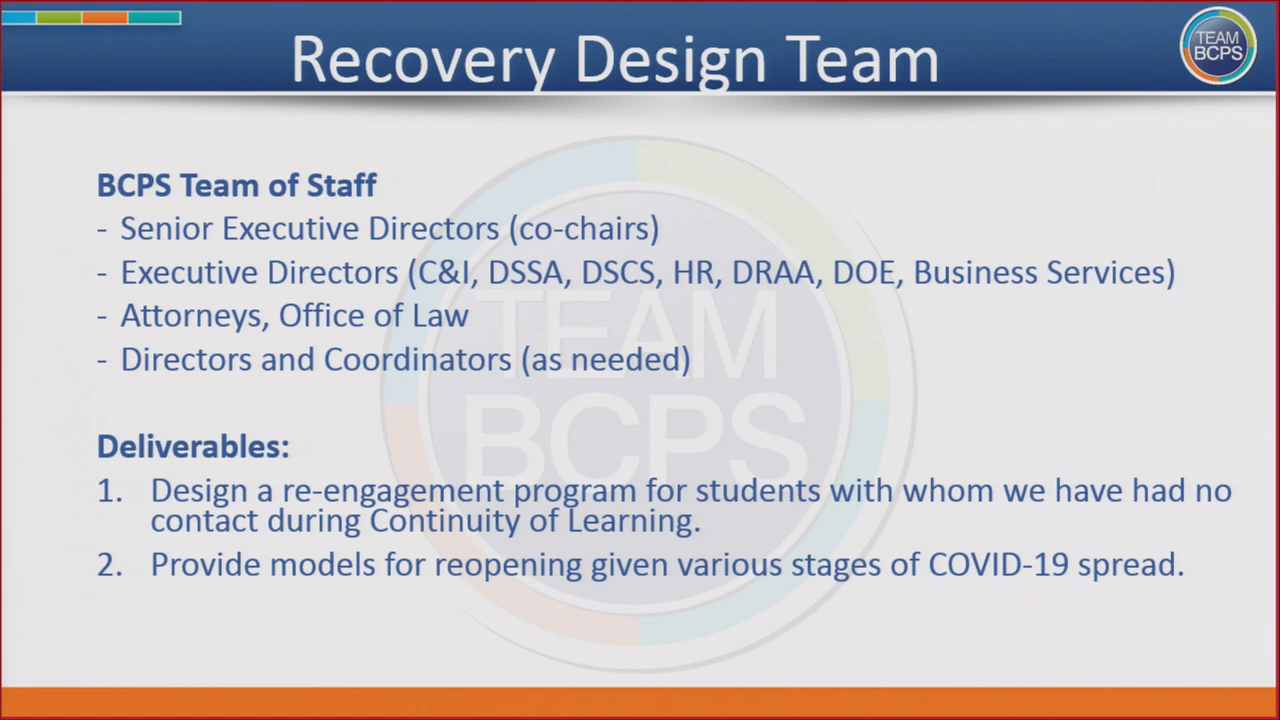 Recovery Design Team
TEAM
BCPS
BCPS Team of Staff
- Senior Executive Directors (co-chairs)
- Executive Directors (C&I, DSSA, DSCS, HR, DRAA, DOE, Business Services)
- Attorneys, Office of Law
- Directors and Coordinators (as needed)
TEAM
BCPS
Deliverables:
1. Design a re-engagement program for students with whom we have had no
contact during Continuity of Learning.
2. Provide models for reopening given various stages of COVID-19 spread.